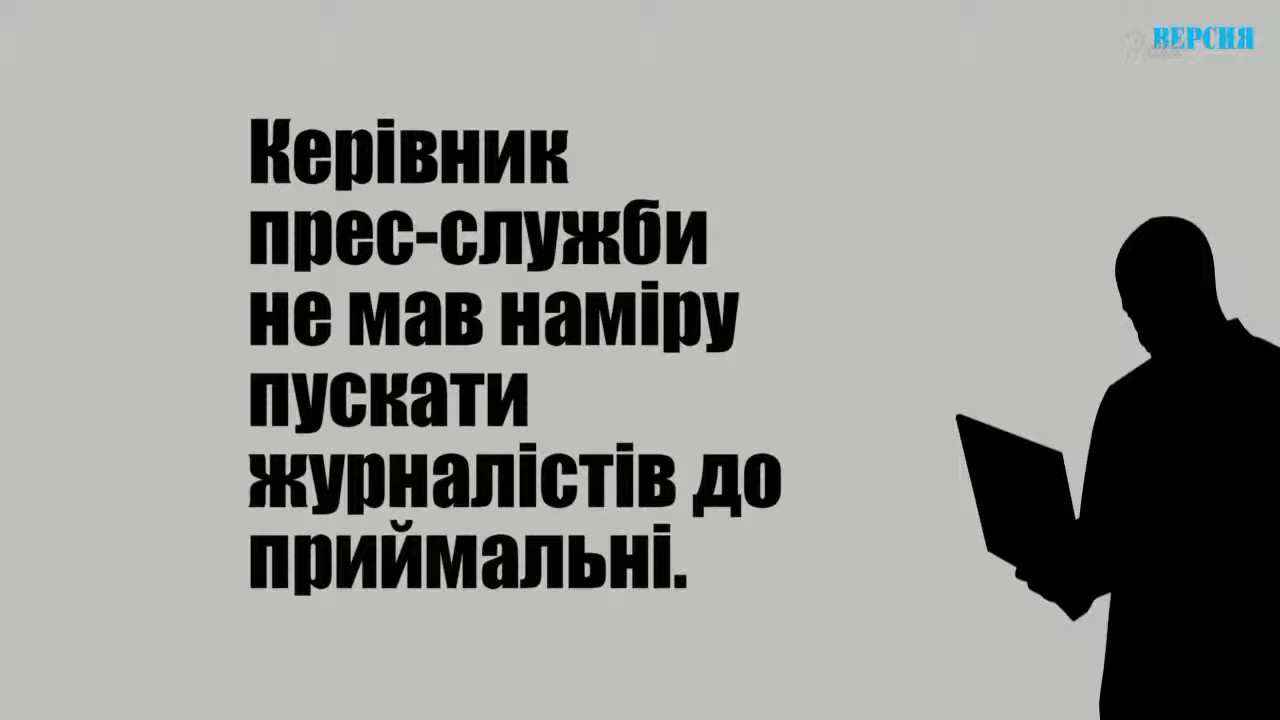 ВЕРСИЯ
Керівник
прес-служби
не мав наміру
пускати
журналістів до
приймальні.